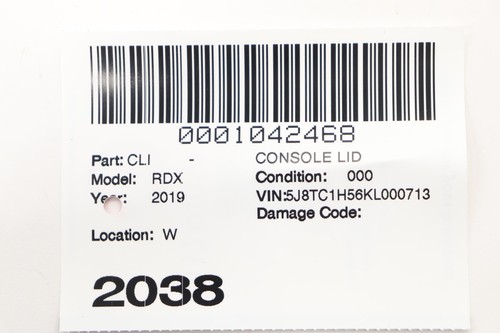 0001042468
Part: CLI - CONSOLE LID
Model: RDX Condition: 000
Year: 2019 VIN:5J8TC1H56KL000713
Damage Code:
Location: W
2038